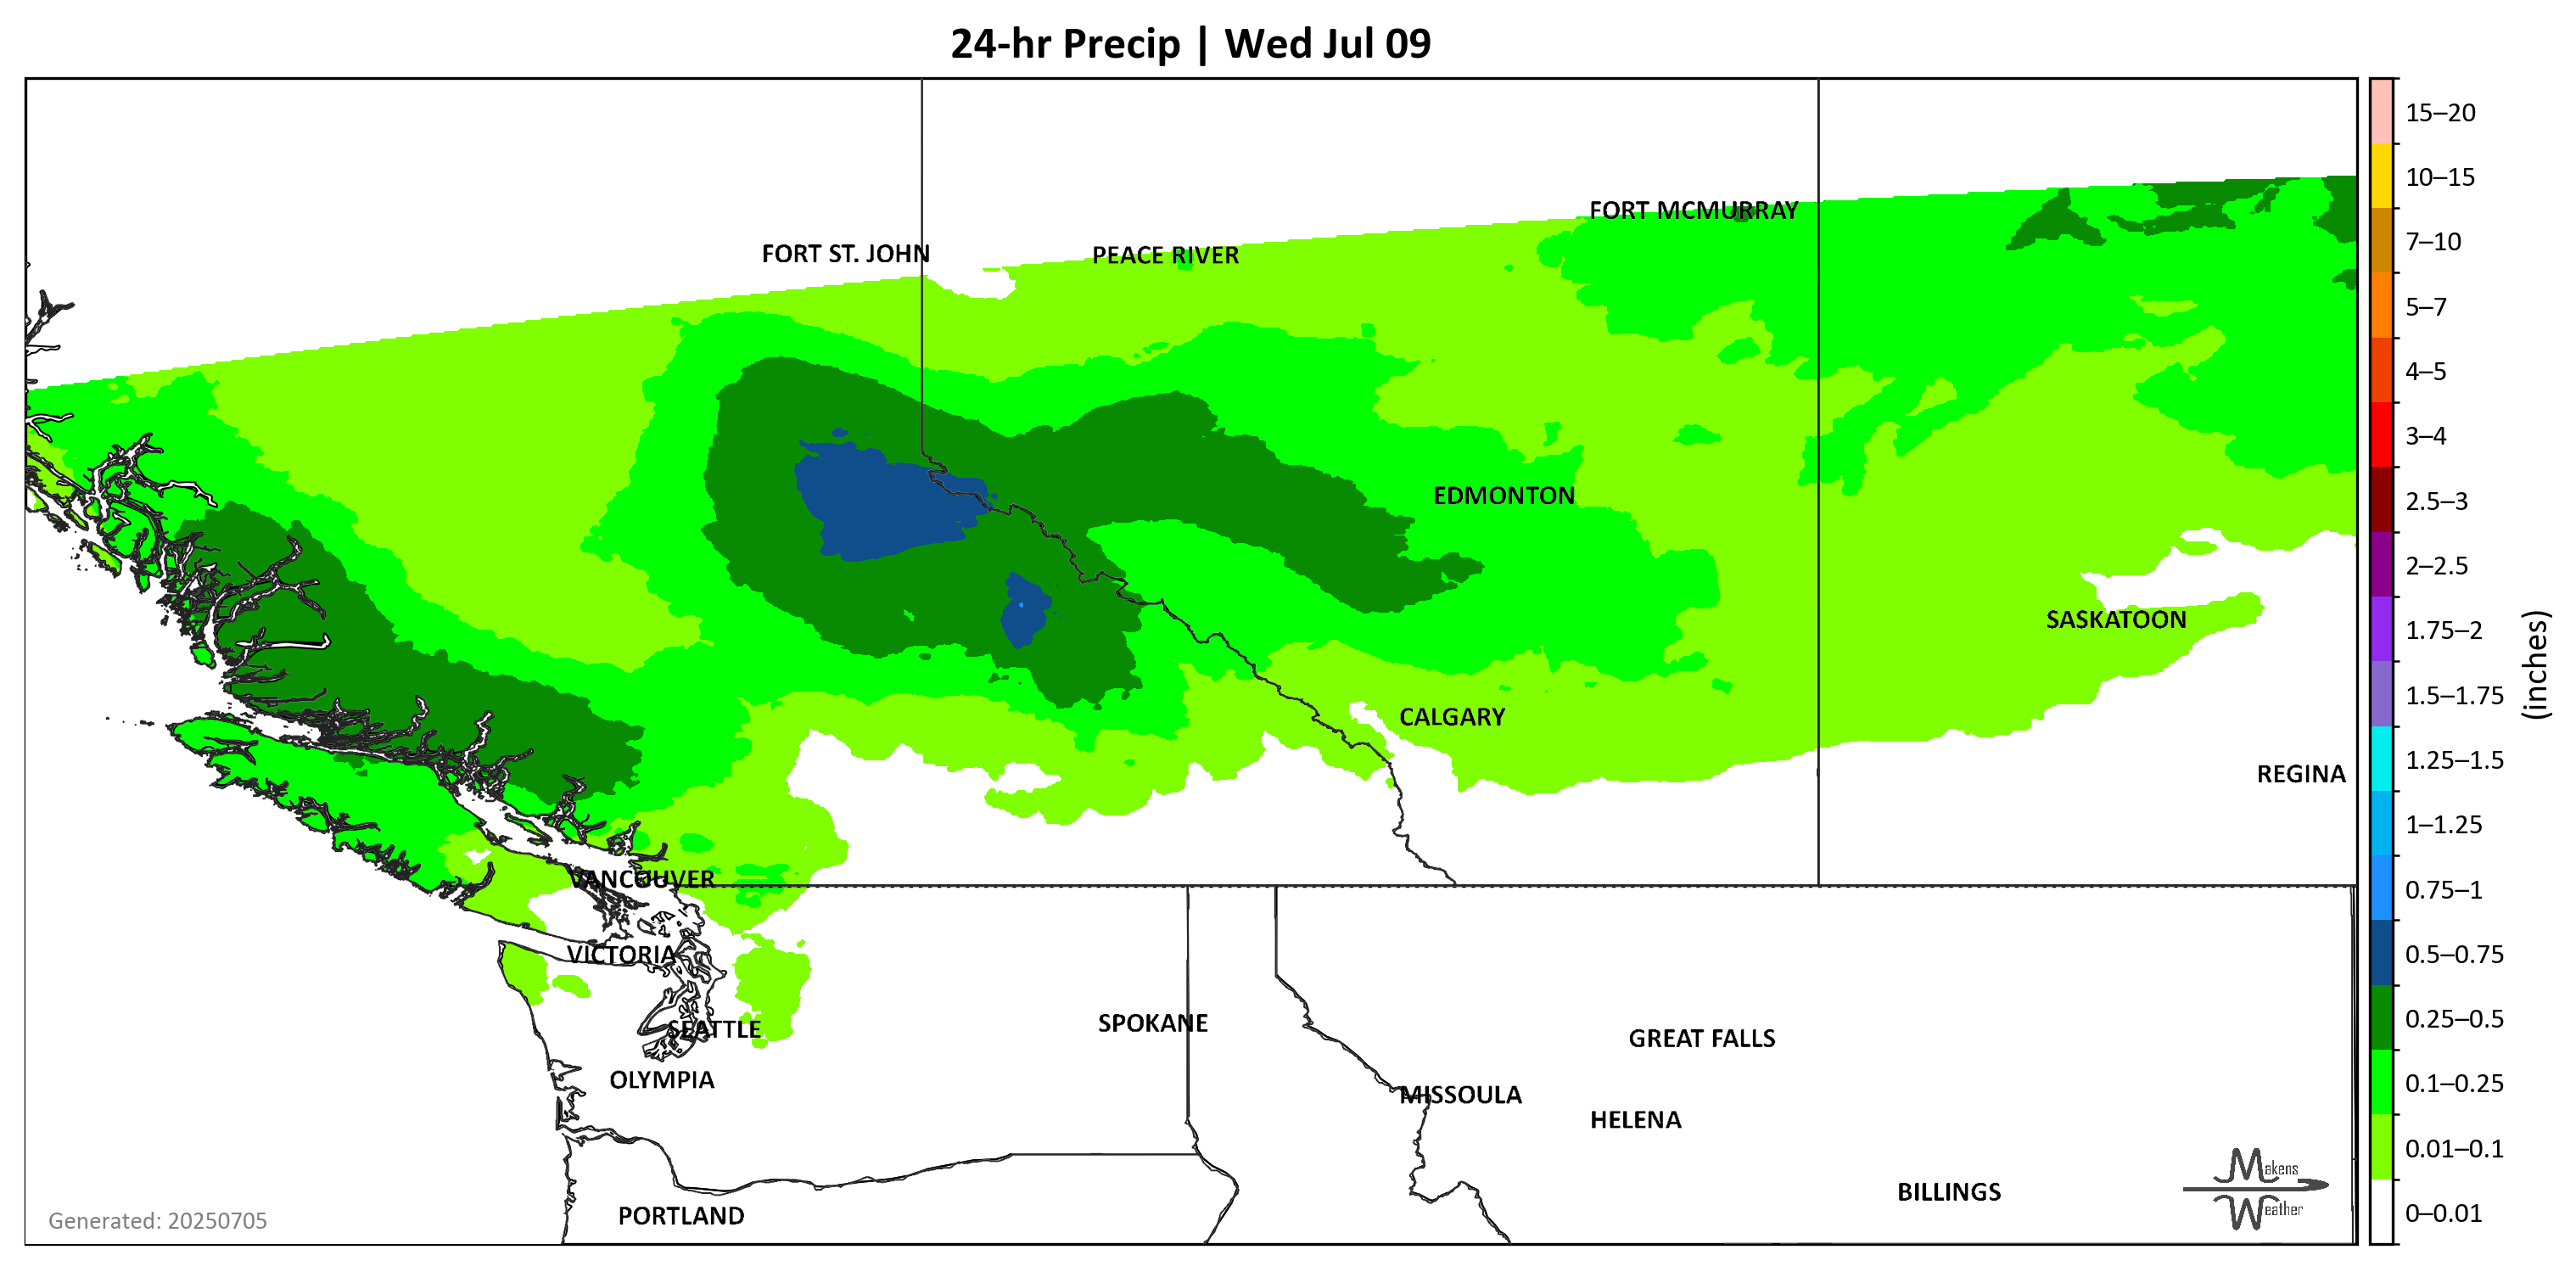 24-hr Precip | Wed Jul 09
FORT MCMURRAY
FORT ST. JOHN
PEACE RIVER
EDMONTON
SASKATOON
CALGARY
REGINA
VANCOUVER
VICTORIA
SEATTLE
SPOKANE
GREAT FALLS
OLYMPIA
MISSOULA
HELENA
BILLINGS
PORTLAND
Generated: 20250705
Makens
Weather
15–20
10–15
7–10
5–7
4–5
3–4
2.5–3
2–2.5
1.75–2
1.5–1.75
1.25–1.5
1–1.25
0.75–1
0.5–0.75
0.25–0.5
0.1–0.25
0.01–0.1
0–0.01
(inches)